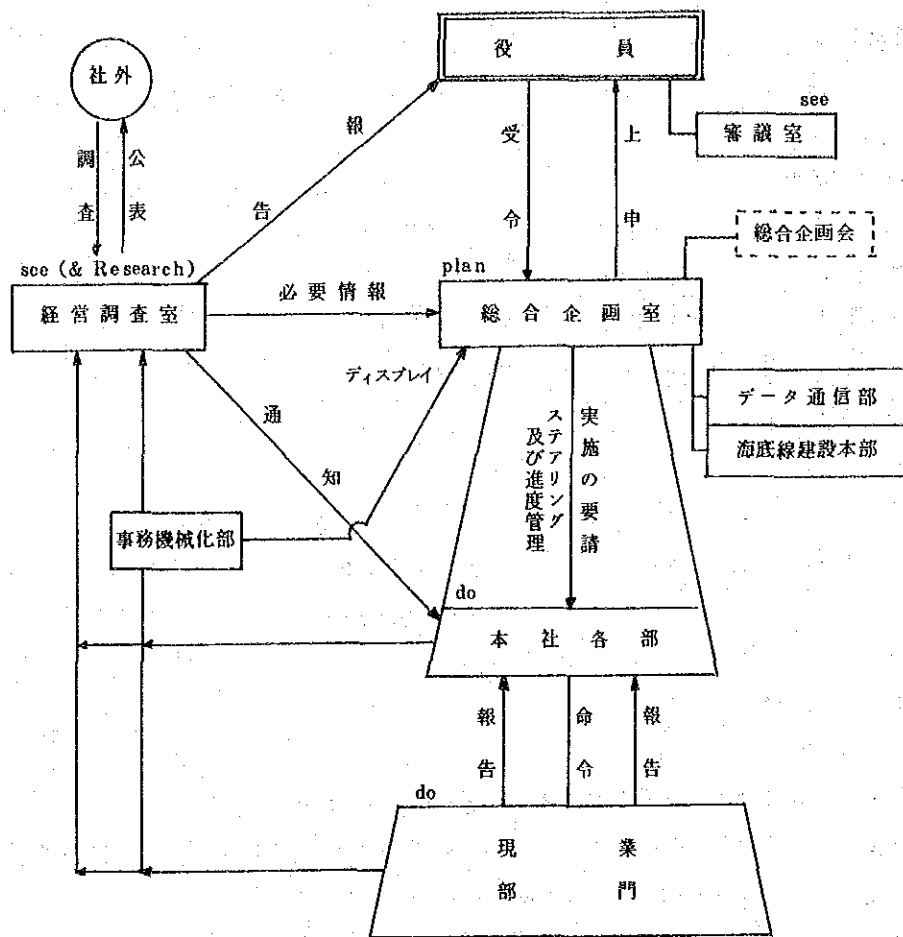 役員
社外
see
審議室
報告
受令
上申
調査
公表
総合企画会
see (& Research)
plan
経営調査室
必要情報
総合企画室
ディスプレイ
データ通信部
海底線建設本部
通知
実施の要請
ステアリング
及び進度管理
事務機械化部
do
本社各部
報告
命令
報告
do
現業
部門